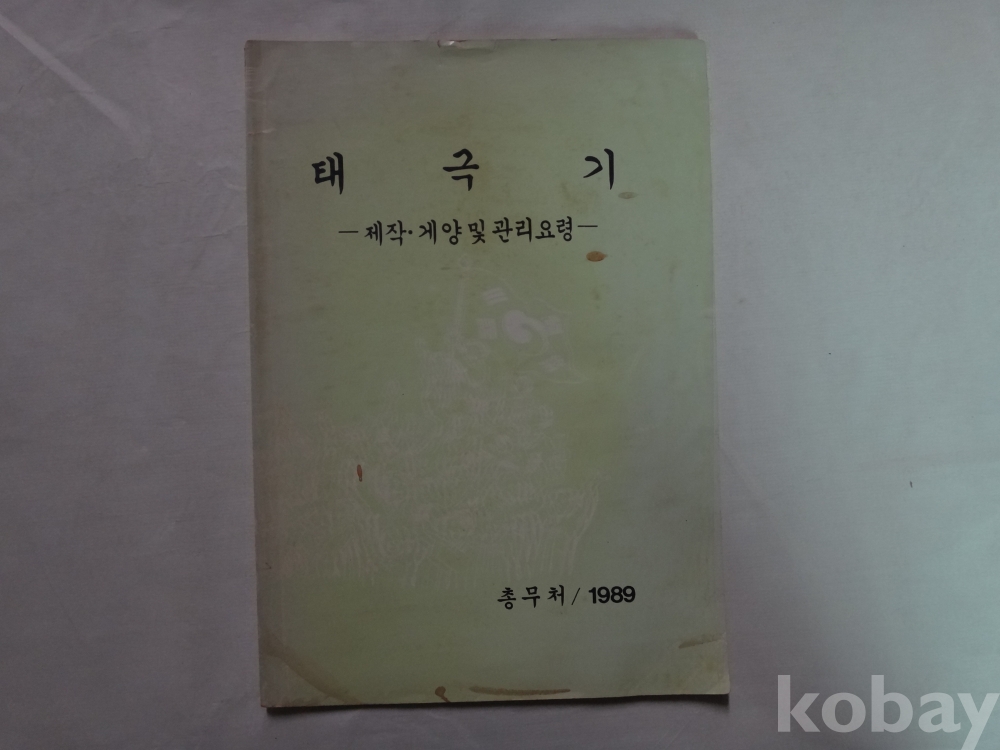 태 극 기
—제작·게양 및 관리요령—
총무처/1989
kobay